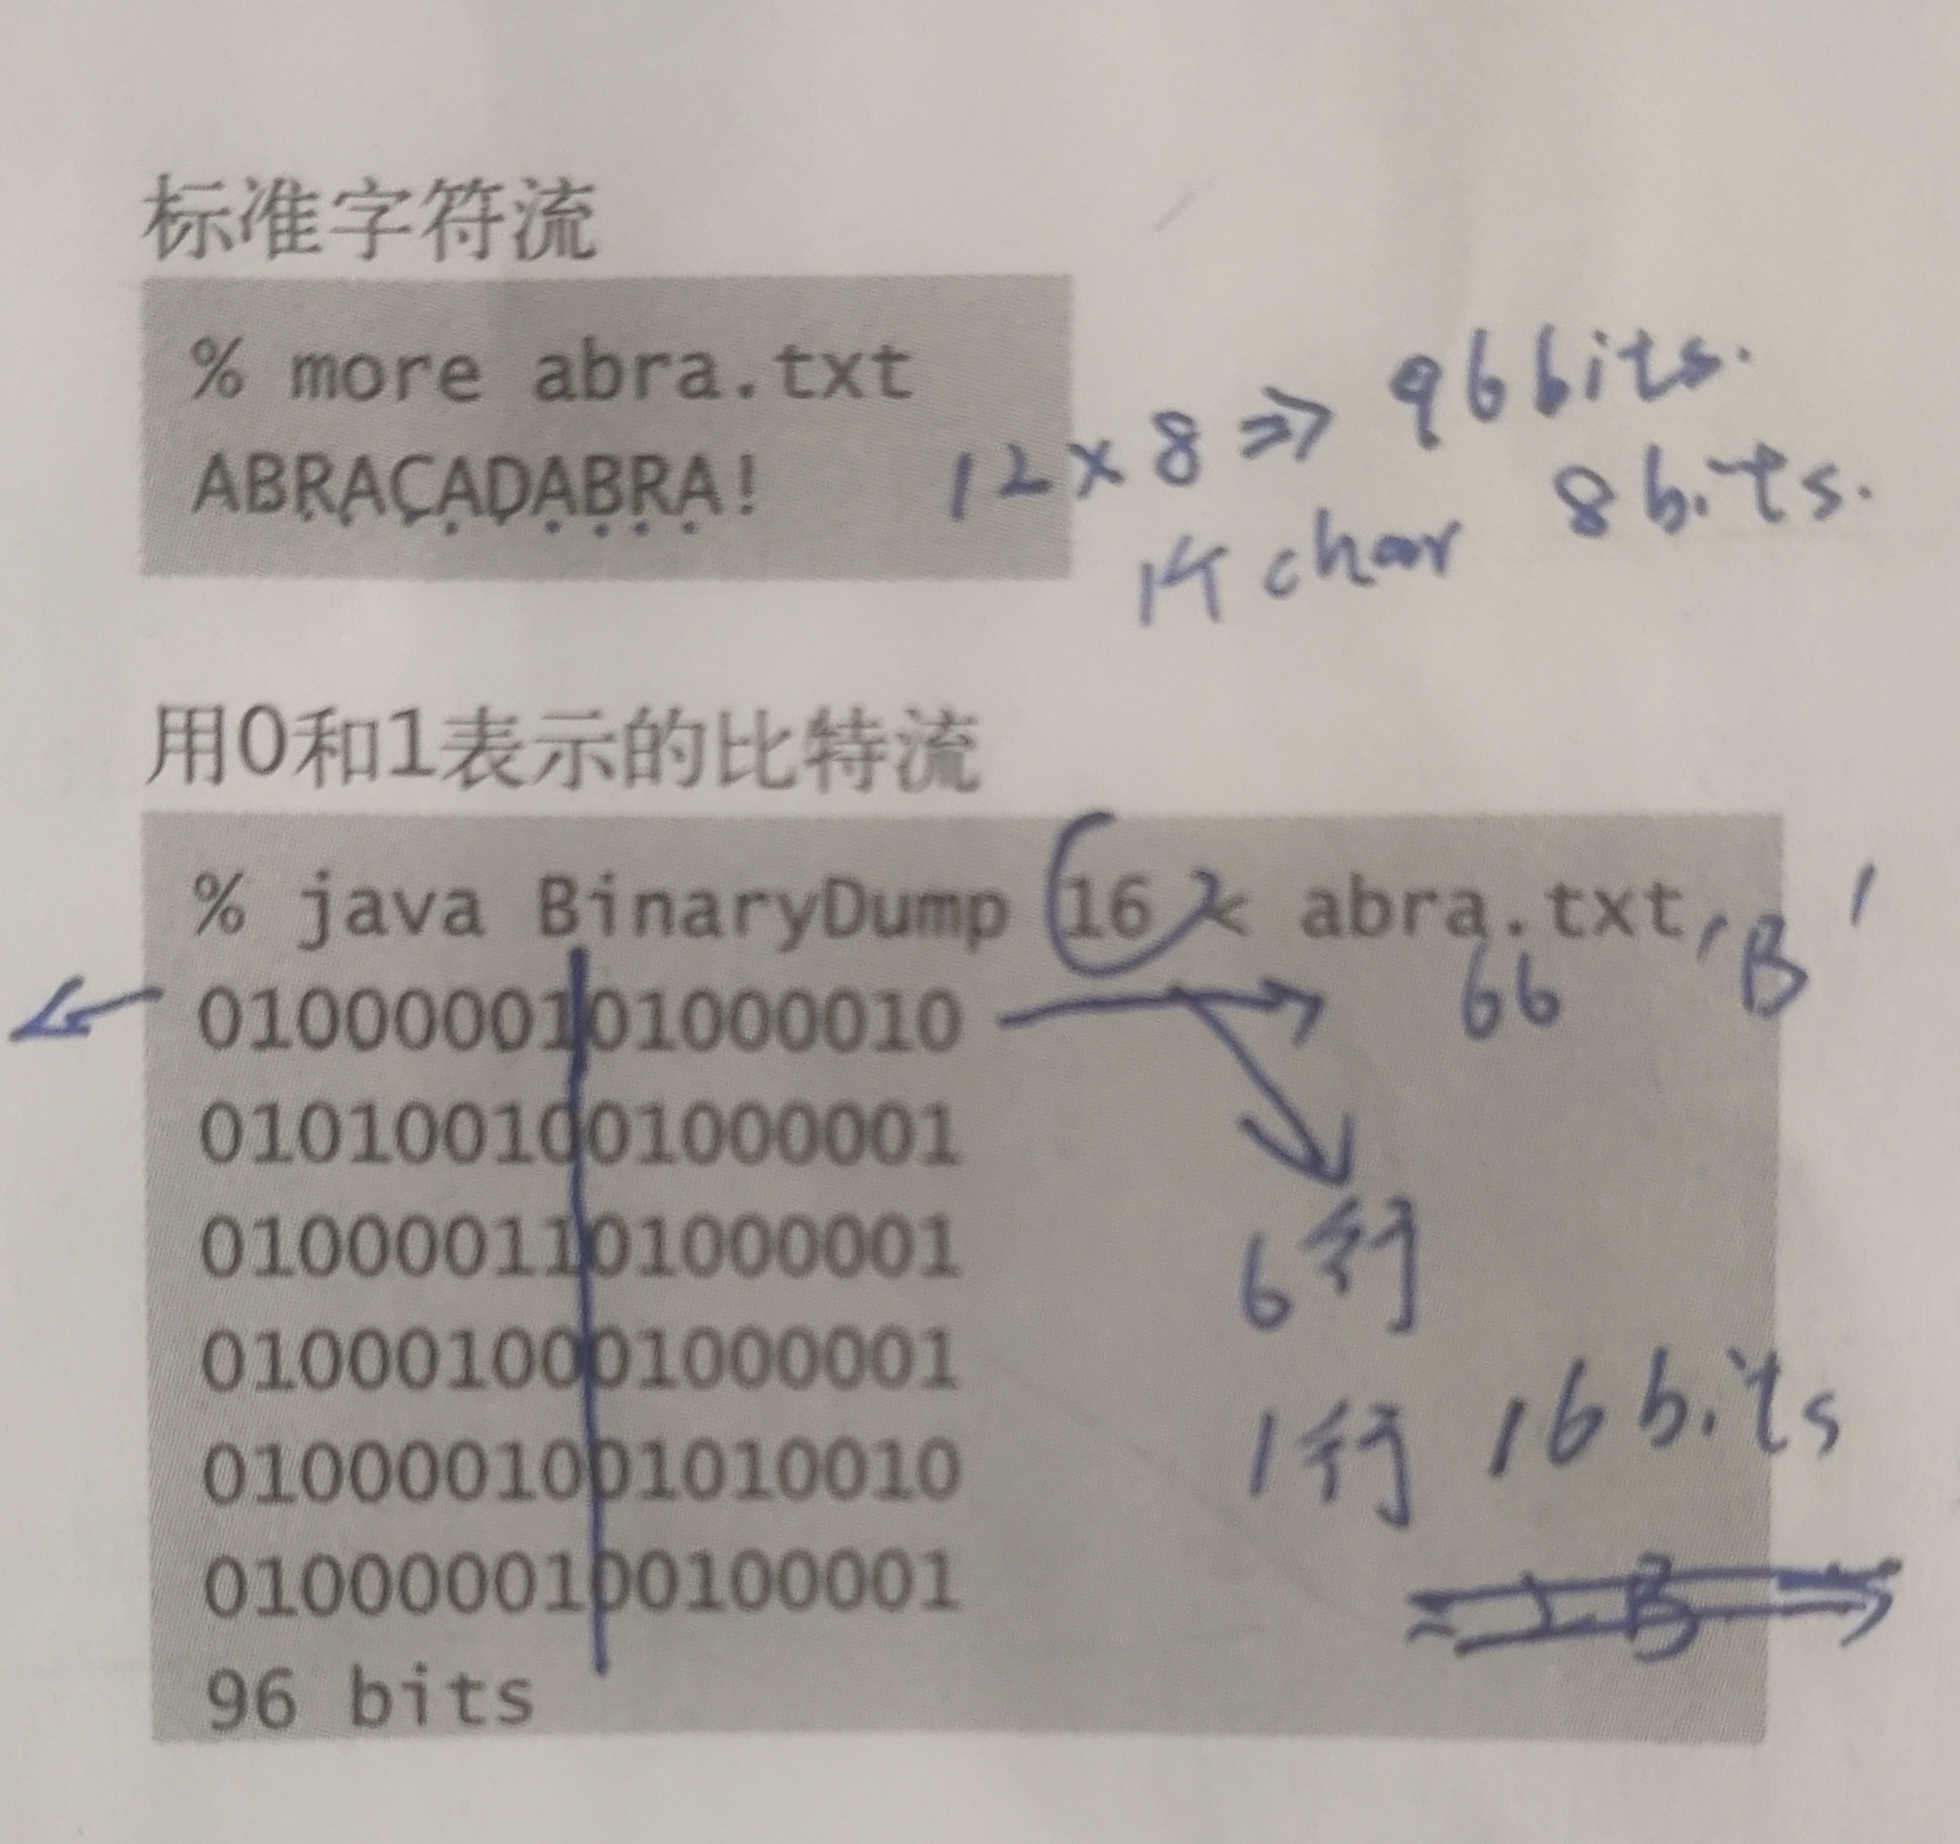 标准字符流
% more abra.txt
ABRACADABRA!
12×8 => 96bits.
1个char 8bits.
用0和1表示的比特流
% java BinaryDump 16 < abra.txt
'B'
66
0100000101000010
0101001001000001
0100001101000001
0100010001000001
0100001001010010
0100000100100001
6行
1行 16bits
96 bits